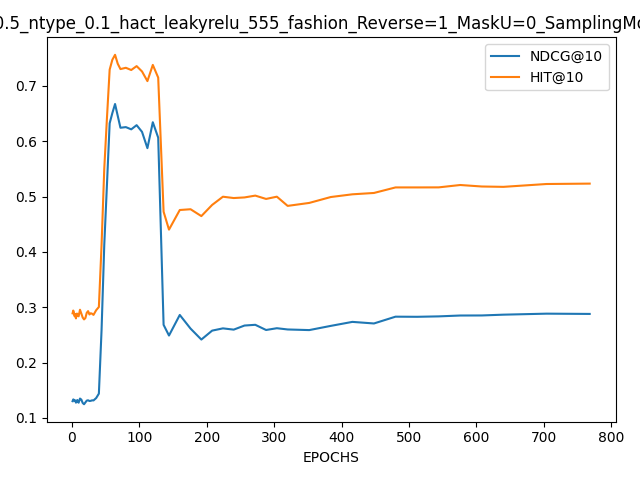 0.5_ntype_0.1_hact_leakyrelu_555_fashion_Reverse=1_MaskU=0_SamplingMo
NDCG@10
HIT@10
0.7
0.6
0.5
0.4
0.3
0.2
0.1
0 100 200 300 400 500 600 700 800
EPOCHS